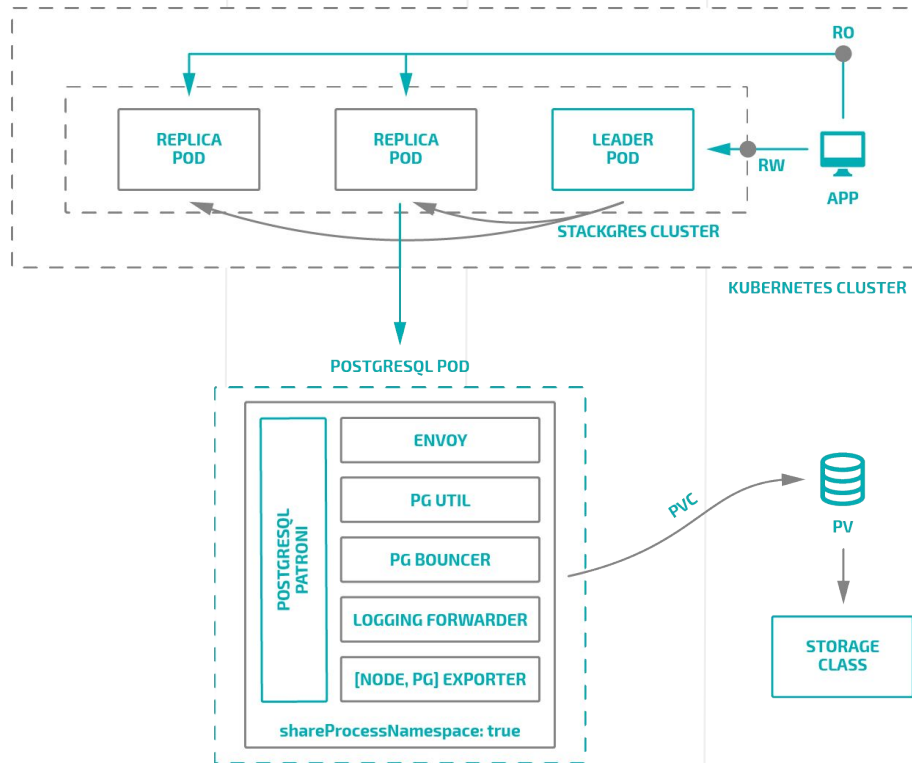 RO
REPLICA
POD
REPLICA
POD
LEADER
POD
RW
APP
STACKGRES CLUSTER
KUBERNETES CLUSTER
POSTGRESQL POD
POSTGRESQL
PATRONI
ENVOY
PG UTIL
PG BOUNCER
LOGGING FORWARDER
[NODE, PG] EXPORTER
shareProcessNamespace: true
PVC
PV
STORAGE
CLASS